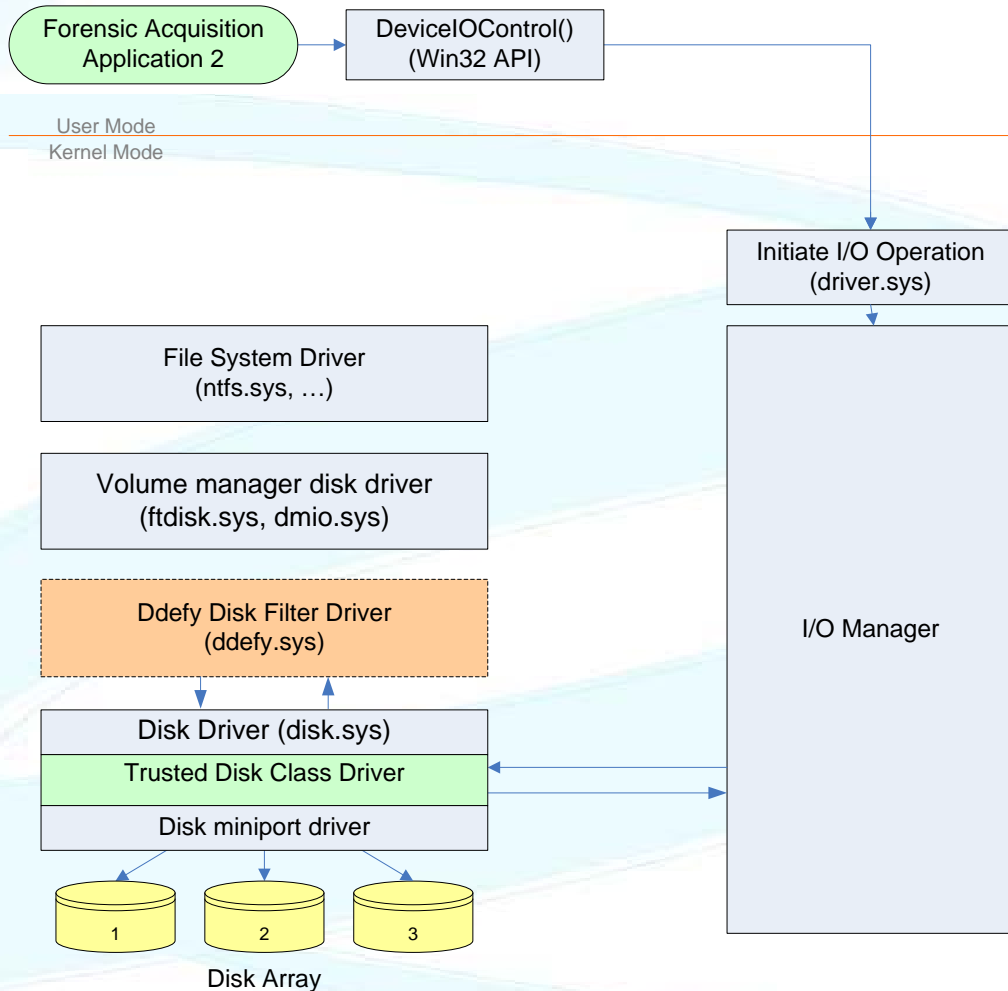 Forensic Acquisition
Application 2
DeviceIOControl()
(Win32 API)
User Mode
Kernel Mode
Initiate I/O Operation
(driver.sys)
File System Driver
(ntfs.sys, …)
Volume manager disk driver
(ftdisk.sys, dmio.sys)
Ddefy Disk Filter Driver
(ddefy.sys)
I/O Manager
Disk Driver (disk.sys)
Trusted Disk Class Driver
Disk miniport driver
1
2
3
Disk Array